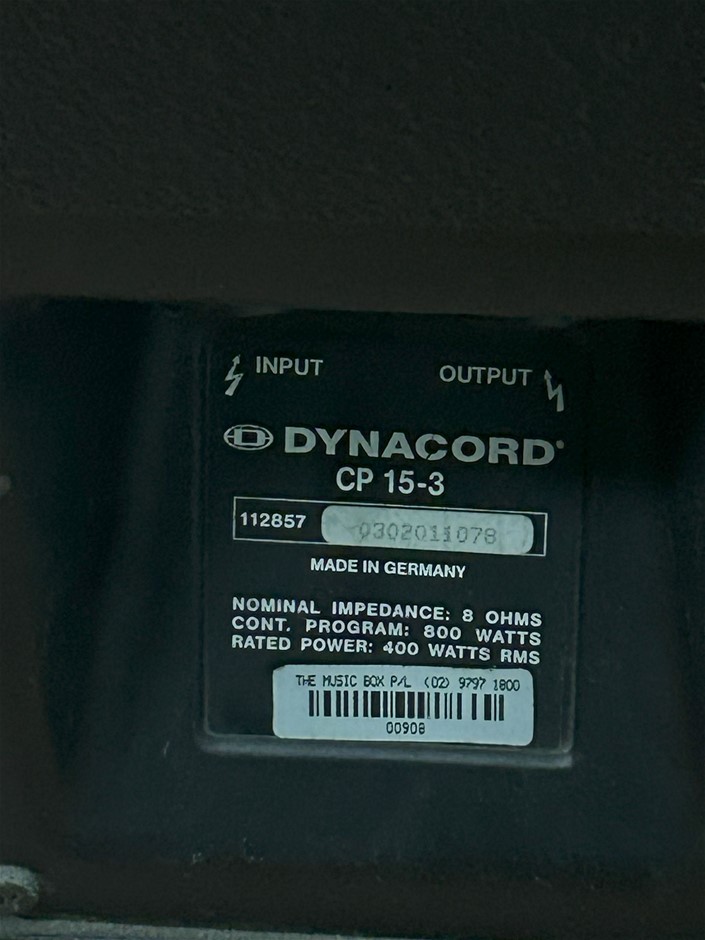 INPUT
OUTPUT
DYNACORD
CP 15-3
112857 0302011078
MADE IN GERMANY
NOMINAL IMPEDANCE: 8 OHMS
CONT. PROGRAM: 800 WATTS
RATED POWER: 400 WATTS RMS
THE MUSIC BOX P/L (02) 9797 1800
00908